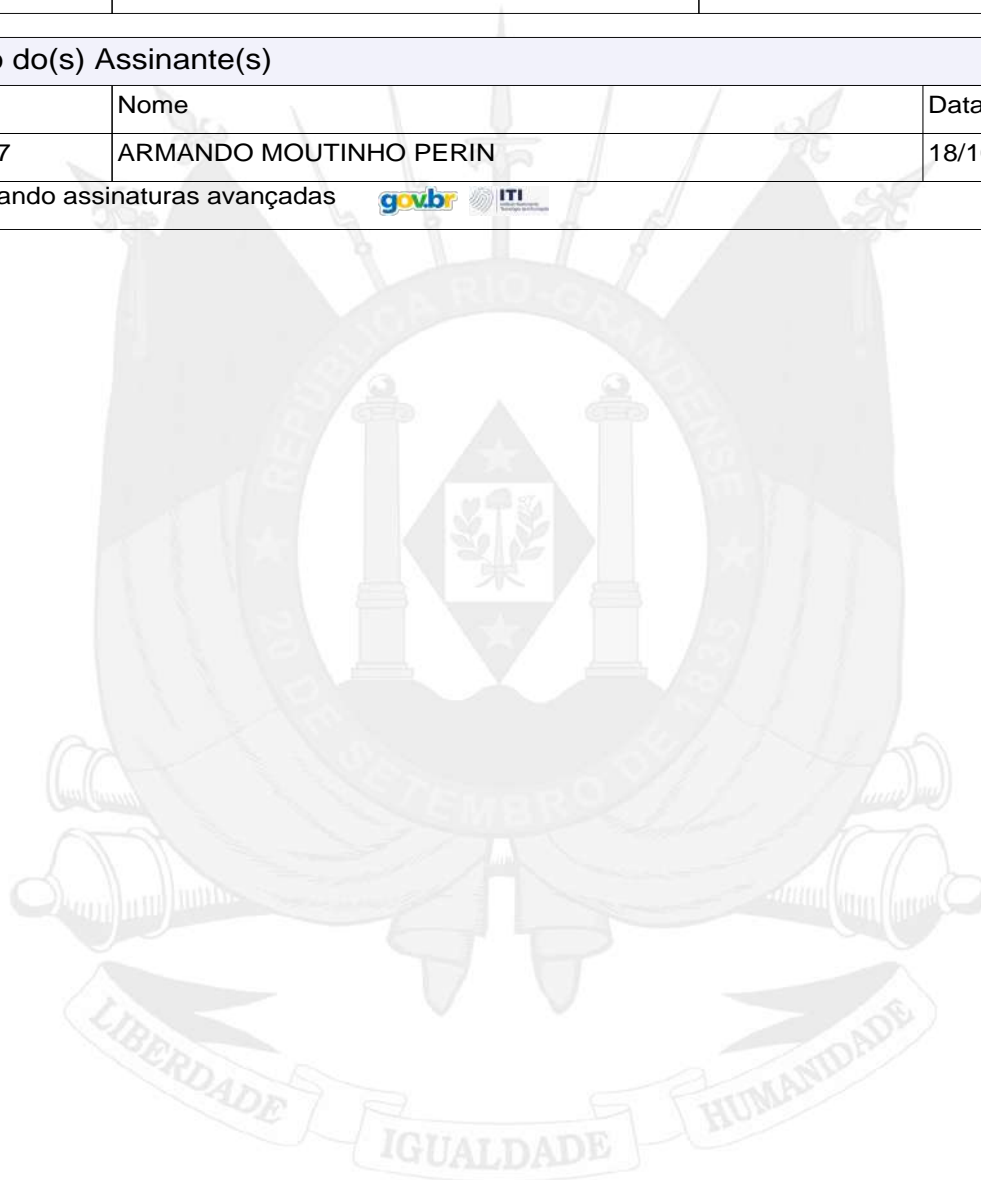 o do(s) Assinante(s)
Nome Data
7 ARMANDO MOUTINHO PERIN 18/1
ando assinaturas avançadas gov.br ITI
REPÚBLICA RIO-GRANDENSE
20 DE SETEMBRO DE 1835
LIBERDADE IGUALDADE HUMANIDADE